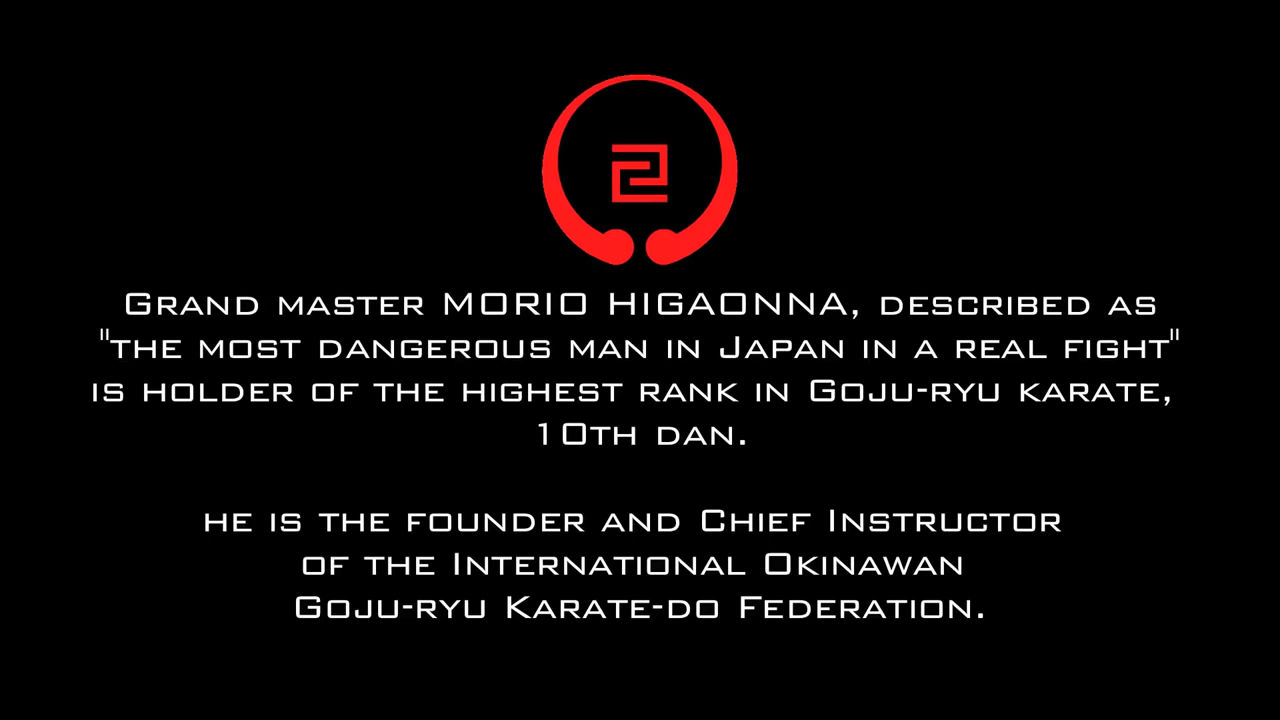 Grand master MORIO HIGAONNA, described as
"the most dangerous man in Japan in a real fight"
is holder of the highest rank in Goju-ryu karate,
10th dan.
he is the founder and Chief Instructor
of the International Okinawan
Goju-ryu Karate-do Federation.